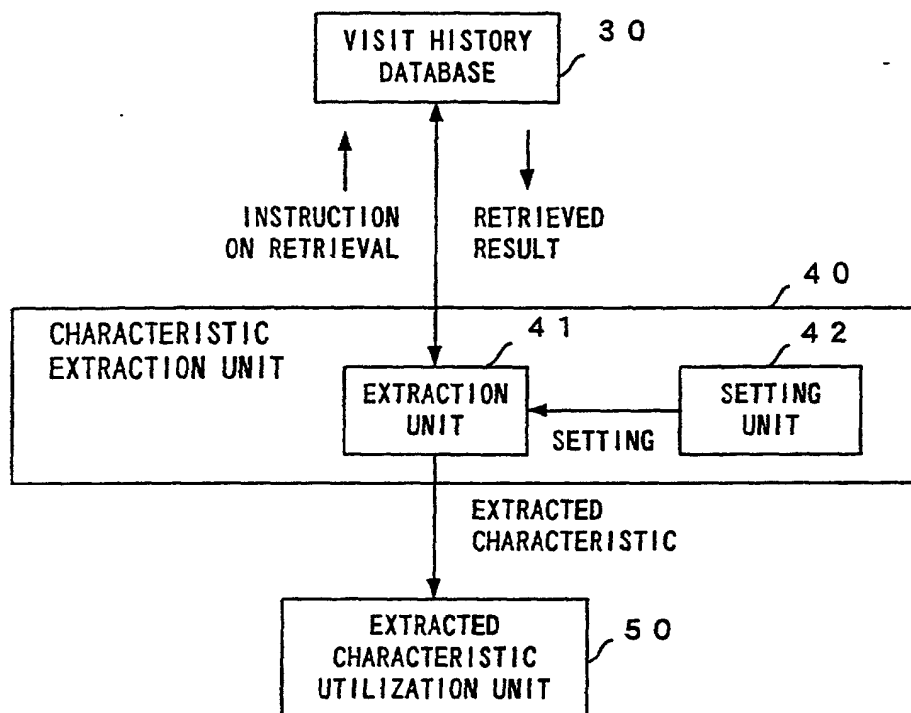 VISIT HISTORY
DATABASE
30
INSTRUCTION
ON RETRIEVAL
RETRIEVED
RESULT
40
CHARACTERISTIC
EXTRACTION UNIT
41
42
EXTRACTION
UNIT
SETTING
SETTING
UNIT
EXTRACTED
CHARACTERISTIC
EXTRACTED
CHARACTERISTIC
UTILIZATION UNIT
50